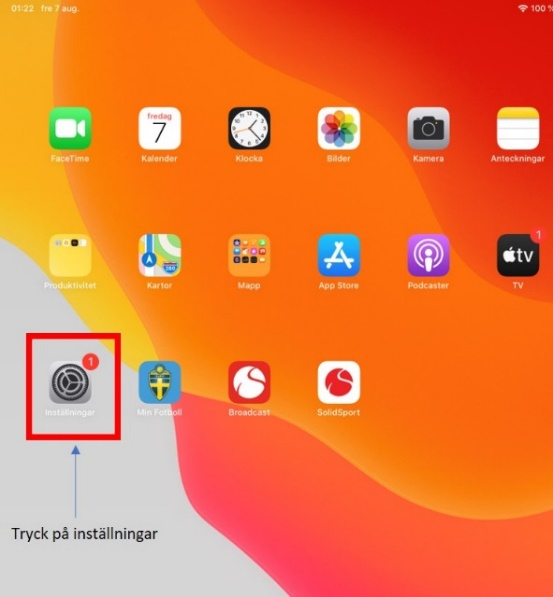 01:22 fre 7 aug.
100 %
fredag
7
FaceTime
Kalender
Klocka
Bilder
Kamera
Anteckningar
280
1
tv
Produktivitet
Kartor
Mapp
App Store
Podcaster
TV
1
Inställningar
Min Fotboll
Broadcast
SolidSport
Tryck på inställningar